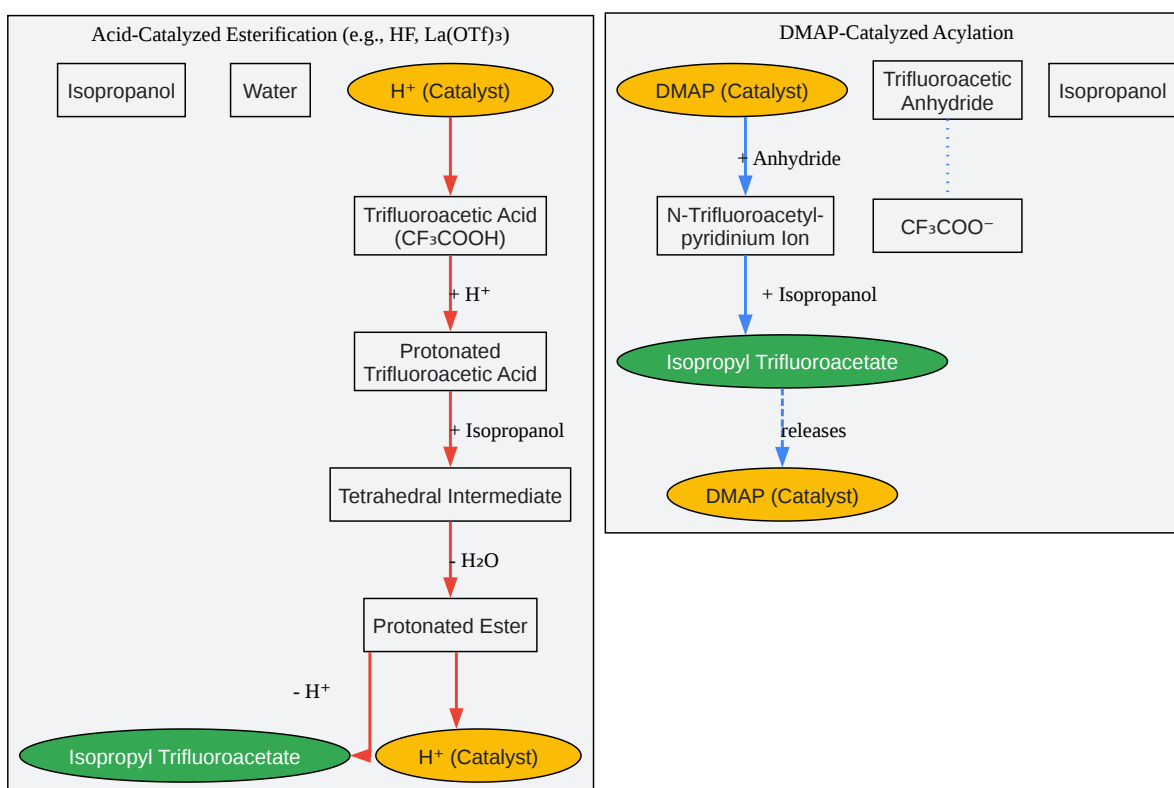 Acid-Catalyzed Esterification (e.g., HF, La(OTf)₃)
Isopropanol
Water
H⁺ (Catalyst)
Trifluoroacetic Acid
(CF₃COOH)
+ H⁺
Protonated
Trifluoroacetic Acid
+ Isopropanol
Tetrahedral Intermediate
- H₂O
Protonated Ester
- H⁺
Isopropyl Trifluoroacetate
H⁺ (Catalyst)
DMAP-Catalyzed Acylation
DMAP (Catalyst)
Trifluoroacetic
Anhydride
Isopropanol
+ Anhydride
N-Trifluoroacetyl-
pyridinium Ion
CF₃COO⁻
+ Isopropanol
Isopropyl Trifluoroacetate
releases
DMAP (Catalyst)